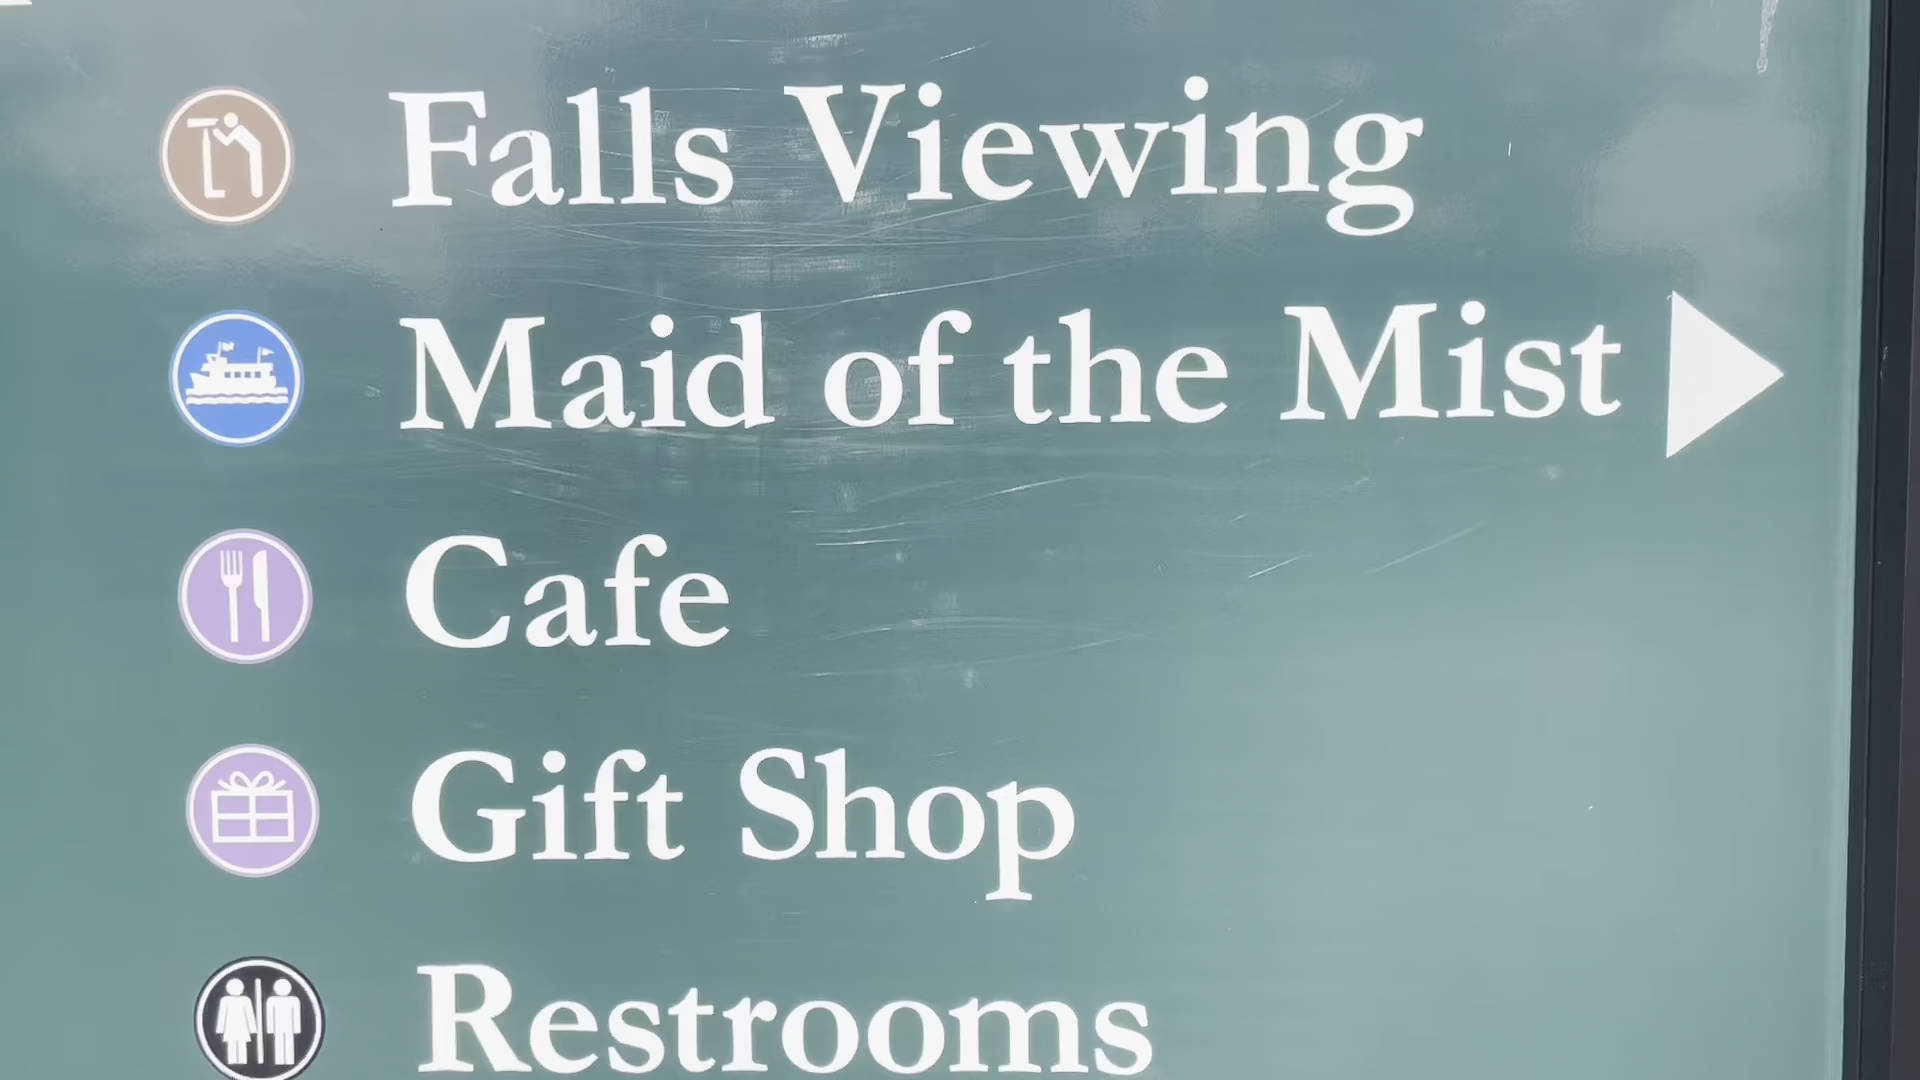 Falls Viewing
Maid of the Mist
Cafe
Gift Shop
Restrooms